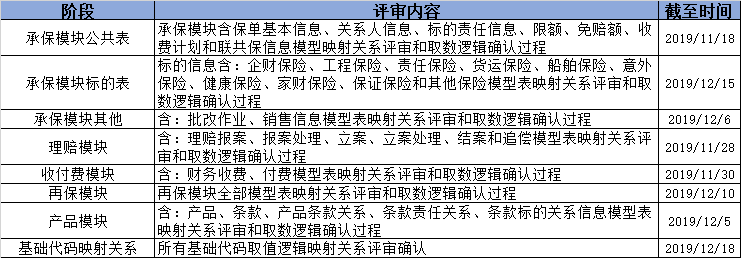 阶段 评审内容 截至时间
承保模块公共表 承保模块含保单基本信息、关系人信息、标的责任信息、限额、免赔额、收
费计划和联共保信息模型映射关系评审和取数逻辑确认过程 2019/11/18
承保模块标的表 标的信息含：企财保险、工程保险、责任保险、货运保险、船舶保险、意外
保险、健康保险、家财保险、保证保险和其他保险模型表映射关系评审和取
数逻辑确认过程 2019/12/15
承保模块其他 含：批改作业、销售信息模型表映射关系评审和取数逻辑确认过程 2019/12/6
理赔模块 含：理赔报案、报案处理、立案、立案处理、结案和追偿模型表映射关系评
审和取数逻辑确认过程 2019/11/28
收付费模块 含：财务收费、付费模型表映射关系评审和取数逻辑确认过程 2019/11/30
再保模块 再保模块全部模型表映射关系评审和取数逻辑确认过程 2019/12/10
产品模块 含：产品、条款、产品条款关系、条款责任关系、条款标的关系信息模型表
映射关系评审和取数逻辑确认过程 2019/12/5
基础代码映射关系 所有基础代码取值逻辑映射关系评审确认 2019/12/18